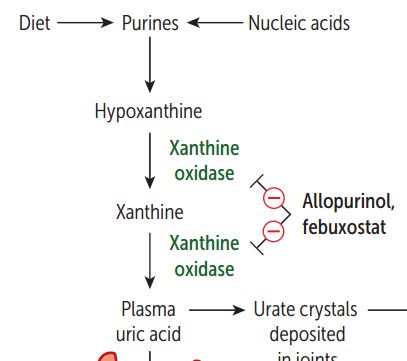 Diet Purines Nucleic acids
Hypoxanthine
Xanthine
oxidase
Xanthine
Allopurinol,
febuxostat
Xanthine
oxidase
Plasma
uric acid
Urate crystals
deposited
in joints